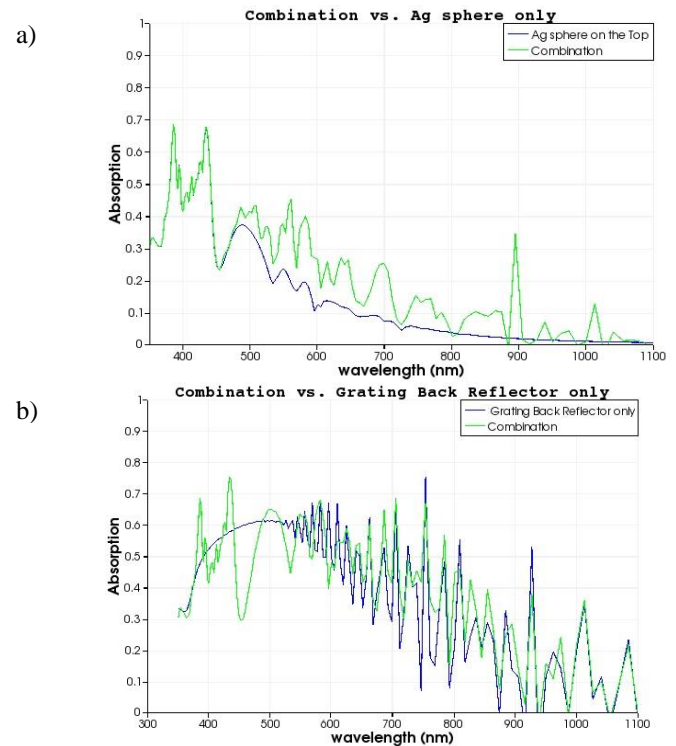 a)
Combination vs. Ag sphere only
Ag sphere on the Top
Combination
1
0.9
0.8
0.7
0.6
0.5
0.4
0.3
0.2
0.1
0
Absorption
400 500 600 700 800 900 1000 1100
wavelength (nm)
b)
Combination vs. Grating Back Reflector only
Grating Back Reflector only
Combination
1
0.9
0.8
0.7
0.6
0.5
0.4
0.3
0.2
0.1
0
Absorption
300 400 500 600 700 800 900 1000 1100
wavelength (nm)